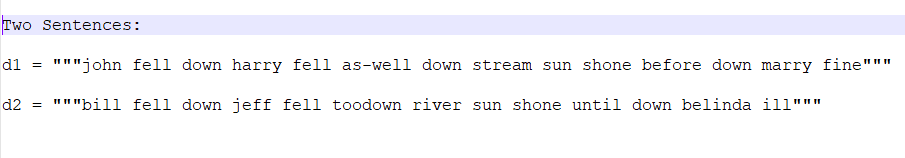 Two Sentences:
d1 = """john fell down harry fell as-well down stream sun shone before down marry fine"""
d2 = """bill fell down jeff fell toodown river sun shone until down belinda ill"""